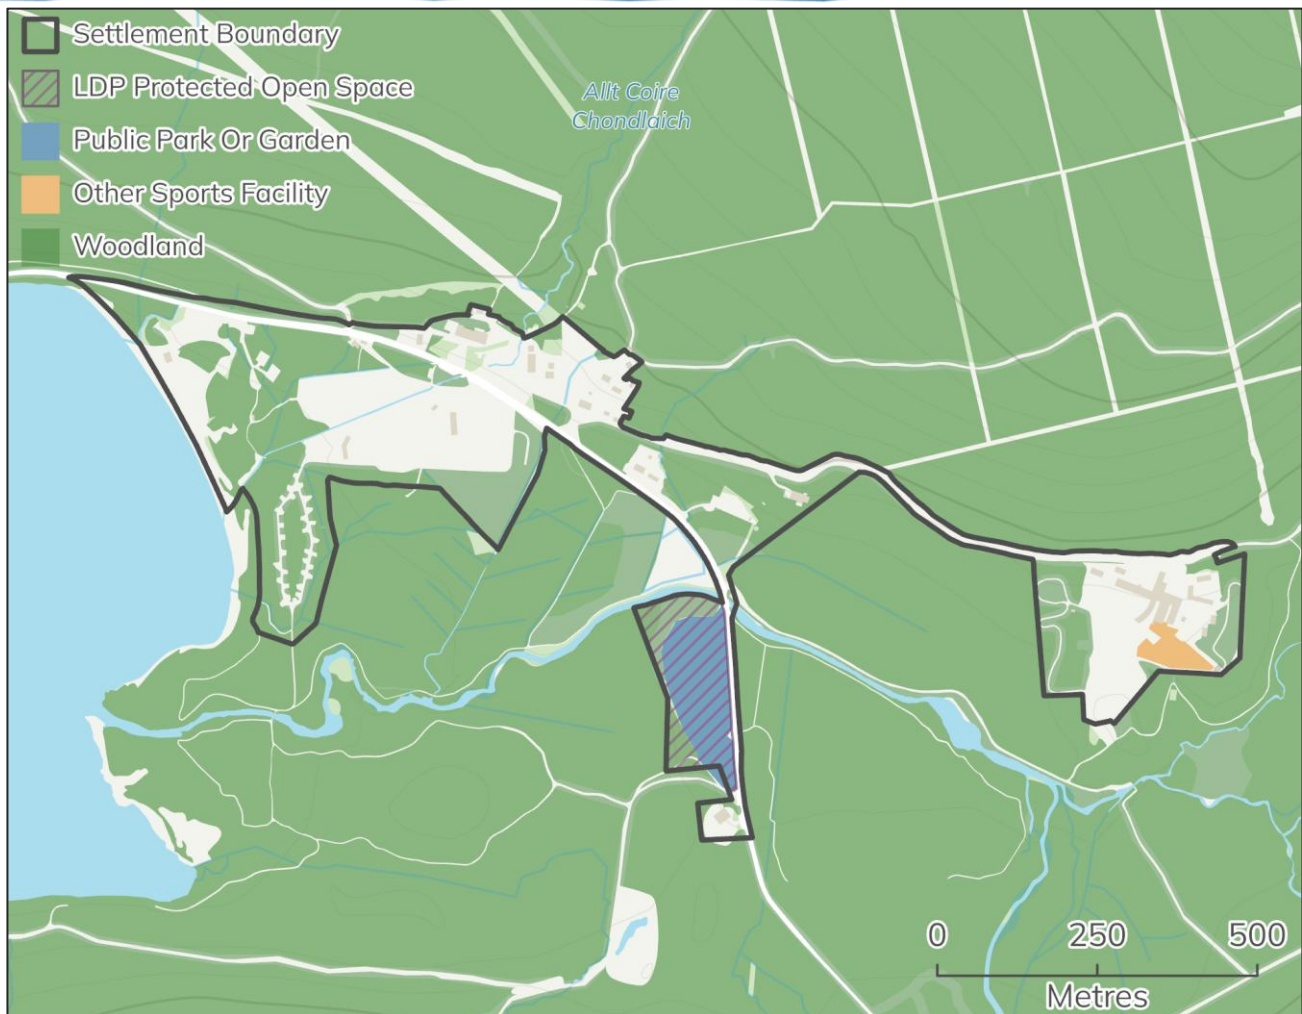 Settlement Boundary
LDP Protected Open Space
Public Park Or Garden
Other Sports Facility
Woodland
Allt Coire
Chondlaich
0 250 500
Metres